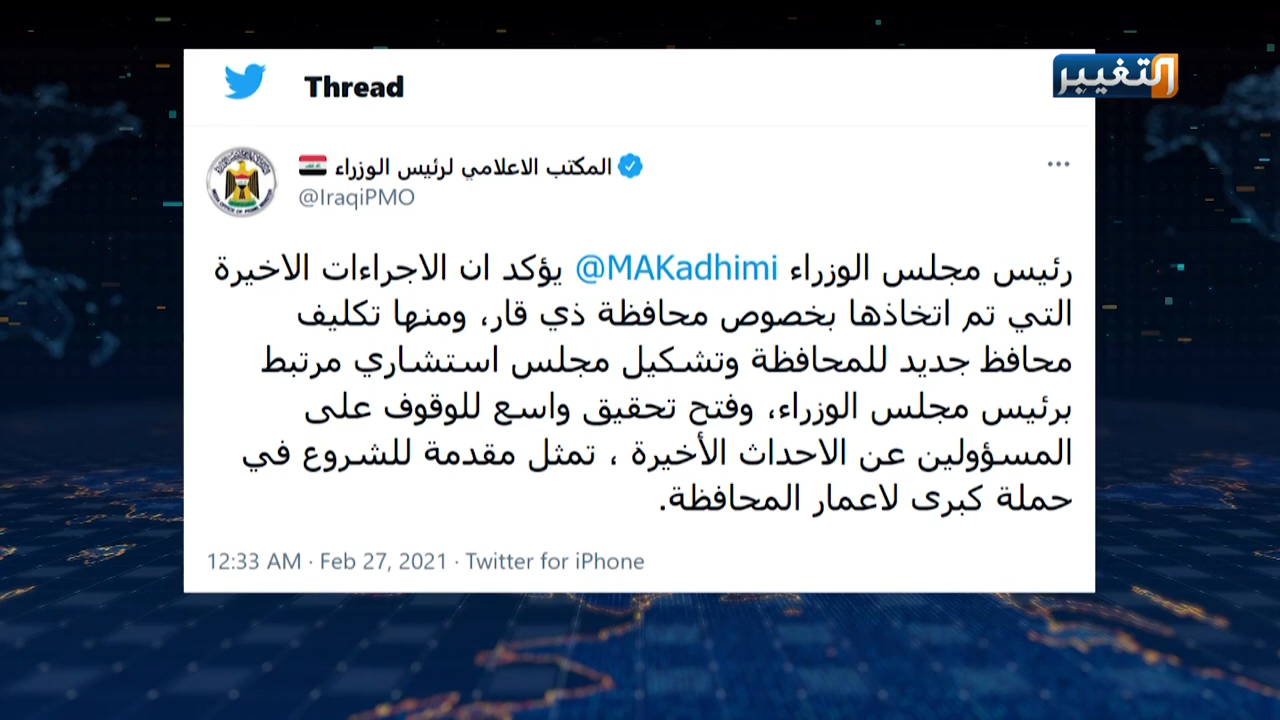 التغيير
Thread
المكتب الاعلامي لرئيس الوزراء
@IraqiPMO
رئيس مجلس الوزراء @MAKadhimi يؤكد ان الاجراءات الاخيرة
التي تم اتخاذها بخصوص محافظة ذي قار، ومنها تكليف
محافظ جديد للمحافظة وتشكيل مجلس استشاري مرتبط
برئيس مجلس الوزراء، وفتح تحقيق واسع للوقوف على
المسؤولين عن الاحداث الأخيرة ، تمثل مقدمة للشروع في
حملة كبرى لاعمار المحافظة.
12:33 AM · Feb 27, 2021 · Twitter for iPhone